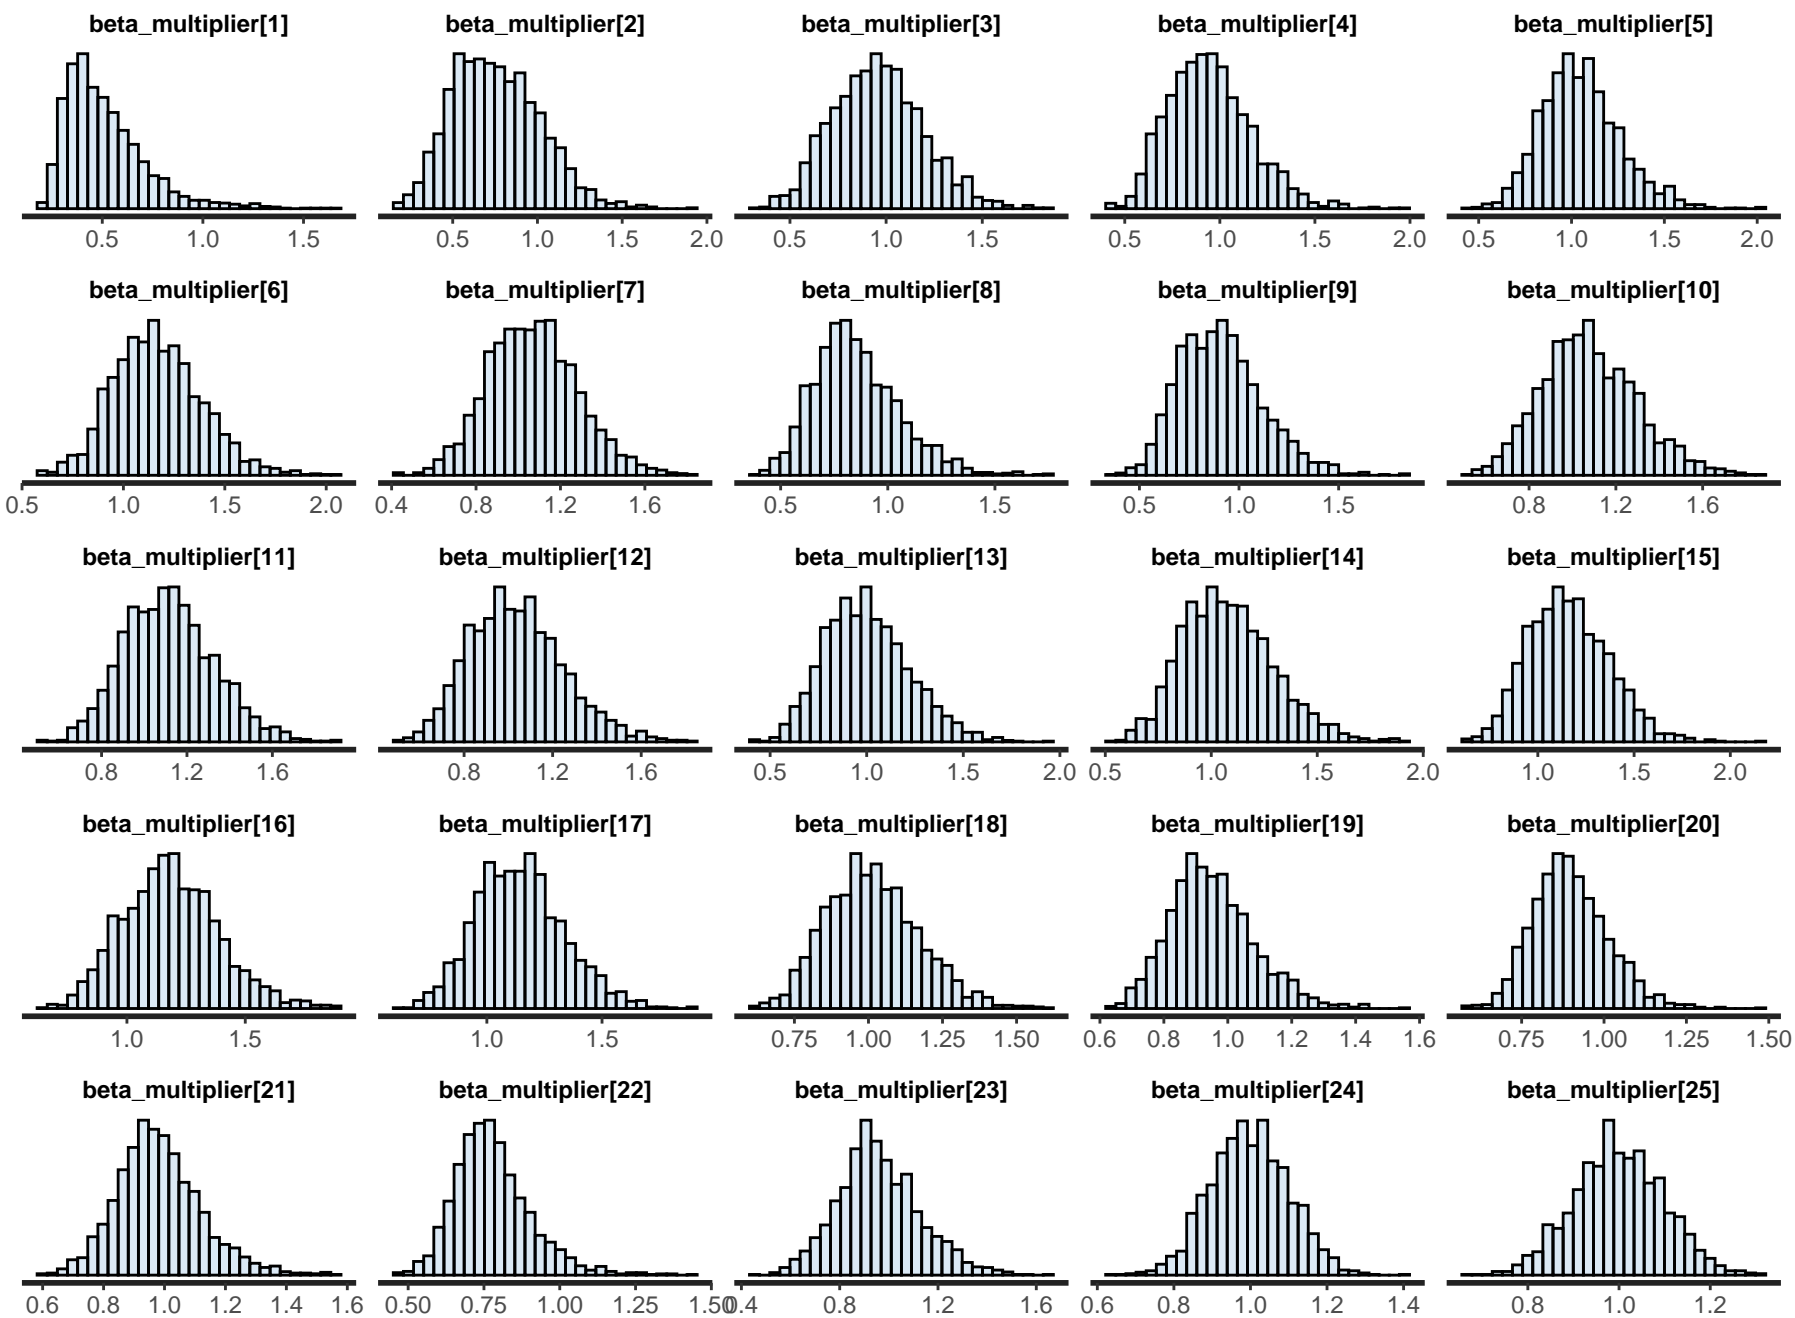 beta_multiplier[1] beta_multiplier[2] beta_multiplier[3] beta_multiplier[4] beta_multiplier[5]
0.5 1.0 1.5 0.5 1.0 1.5 2.0 0.5 1.0 1.5 0.5 1.0 1.5 2.0 0.5 1.0 1.5 2.0
beta_multiplier[6] beta_multiplier[7] beta_multiplier[8] beta_multiplier[9] beta_multiplier[10]
0.5 1.0 1.5 2.0 0.4 0.8 1.2 1.6 0.5 1.0 1.5 0.5 1.0 1.5 0.8 1.2 1.6
beta_multiplier[11] beta_multiplier[12] beta_multiplier[13] beta_multiplier[14] beta_multiplier[15]
0.8 1.2 1.6 0.8 1.2 1.6 0.5 1.0 1.5 2.0 0.5 1.0 1.5 2.0 1.0 1.5 2.0
beta_multiplier[16] beta_multiplier[17] beta_multiplier[18] beta_multiplier[19] beta_multiplier[20]
1.0 1.5 1.0 1.5 0.75 1.00 1.25 1.50 0.6 0.8 1.0 1.2 1.4 1.6 0.75 1.00 1.25 1.50
beta_multiplier[21] beta_multiplier[22] beta_multiplier[23] beta_multiplier[24] beta_multiplier[25]
0.6 0.8 1.0 1.2 1.4 1.6 0.50 0.75 1.00 1.25 1.50 0.4 0.8 1.2 1.6 0.6 0.8 1.0 1.2 1.4 0.8 1.0 1.2